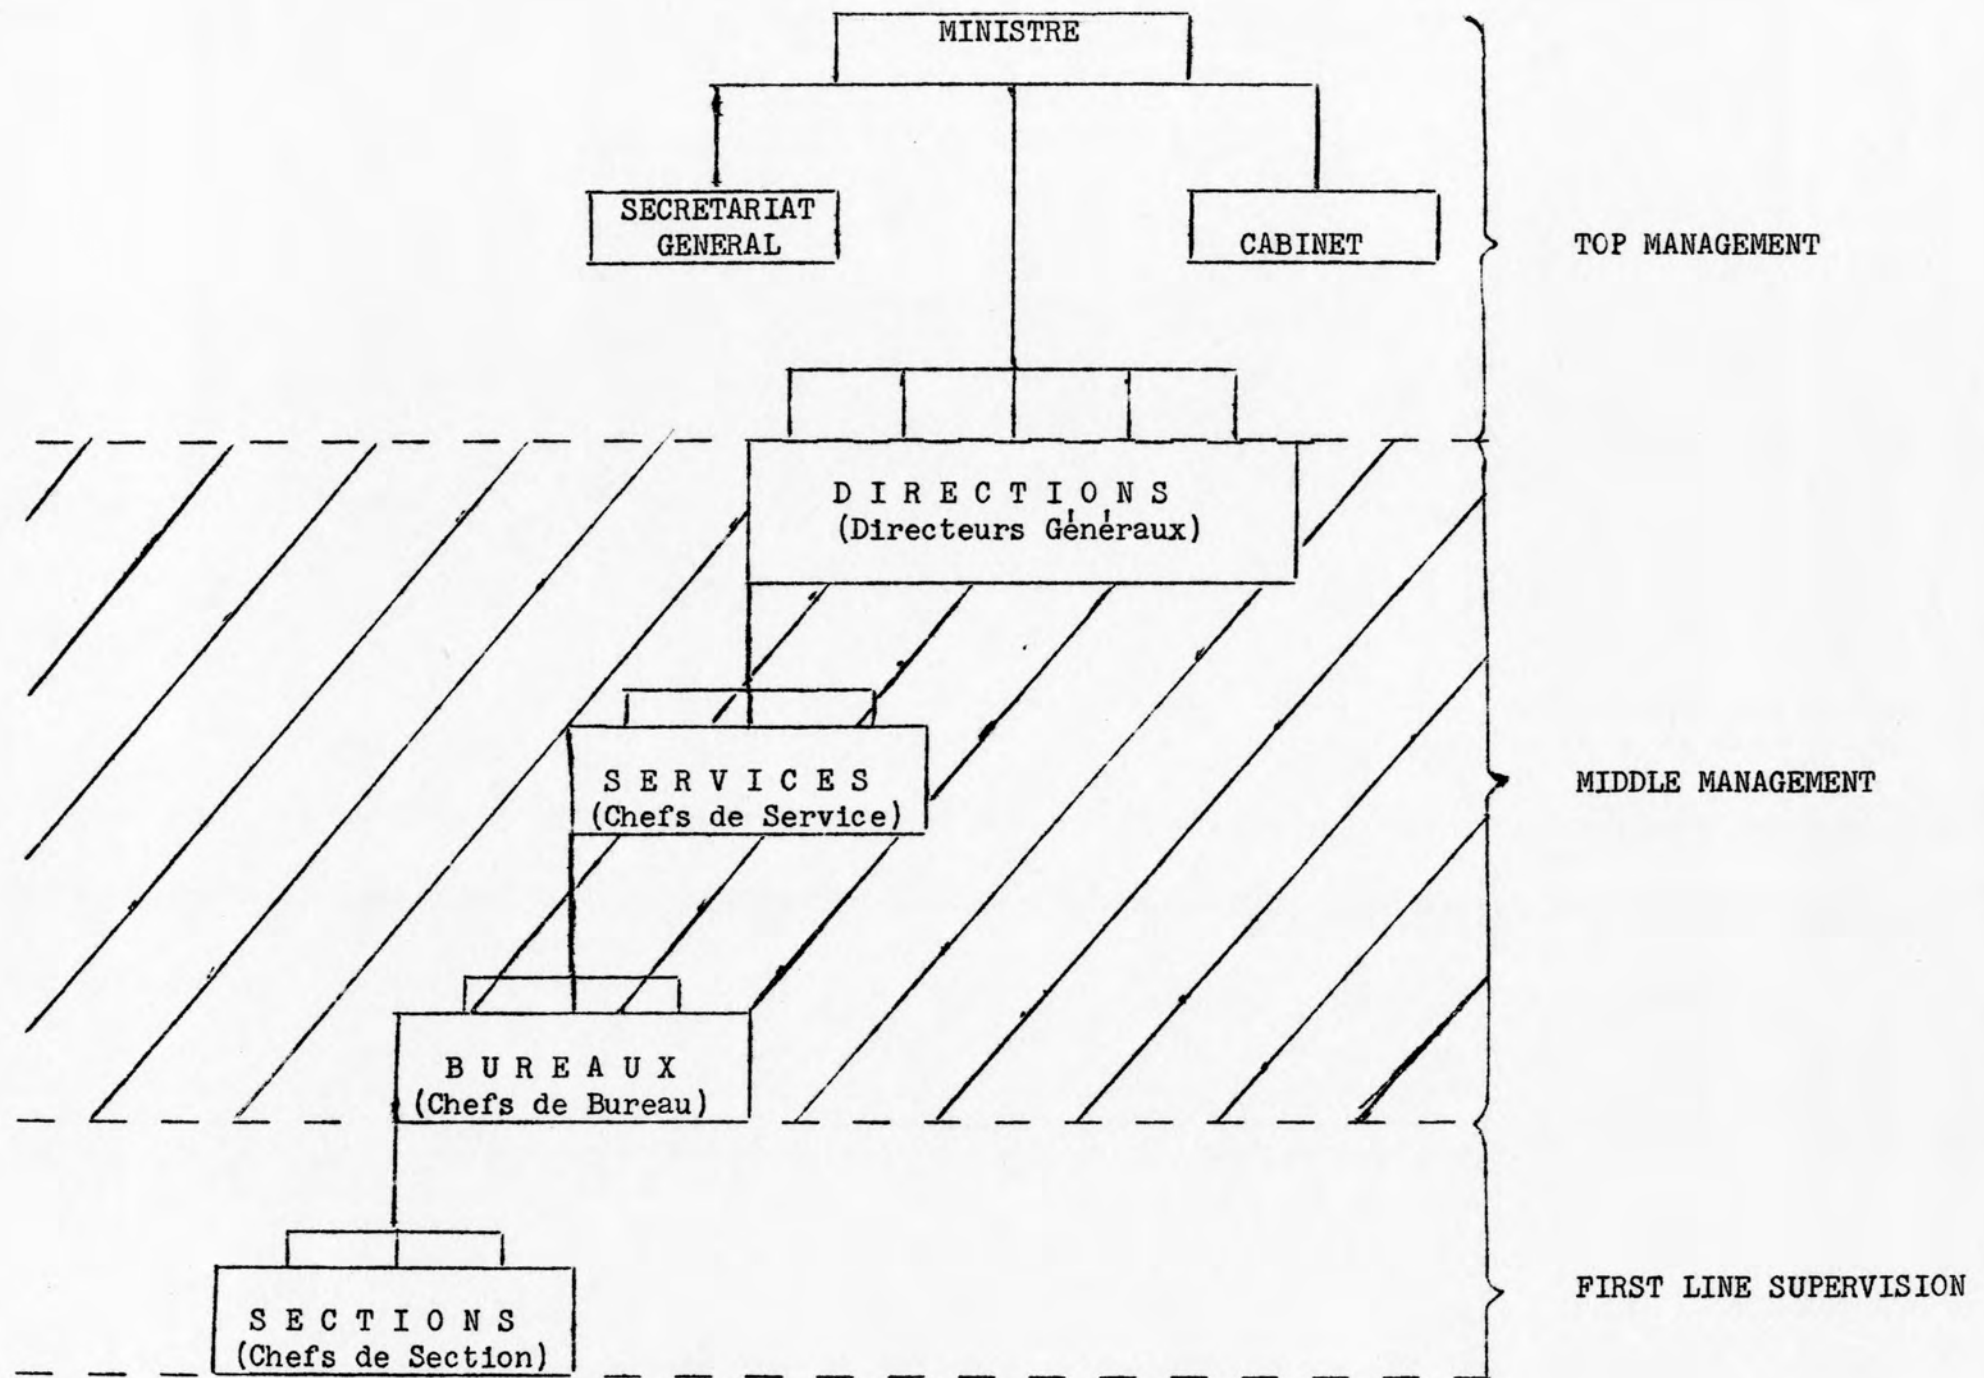 MINISTRE
SECRETARIAT
GENERAL
CABINET
TOP MANAGEMENT
D I R E C T I O N S
(Directeurs Généraux)
S E R V I C E S
(Chefs de Service)
MIDDLE MANAGEMENT
B U R E A U X
(Chefs de Bureau)
FIRST LINE SUPERVISION
S E C T I O N S
(Chefs de Section)